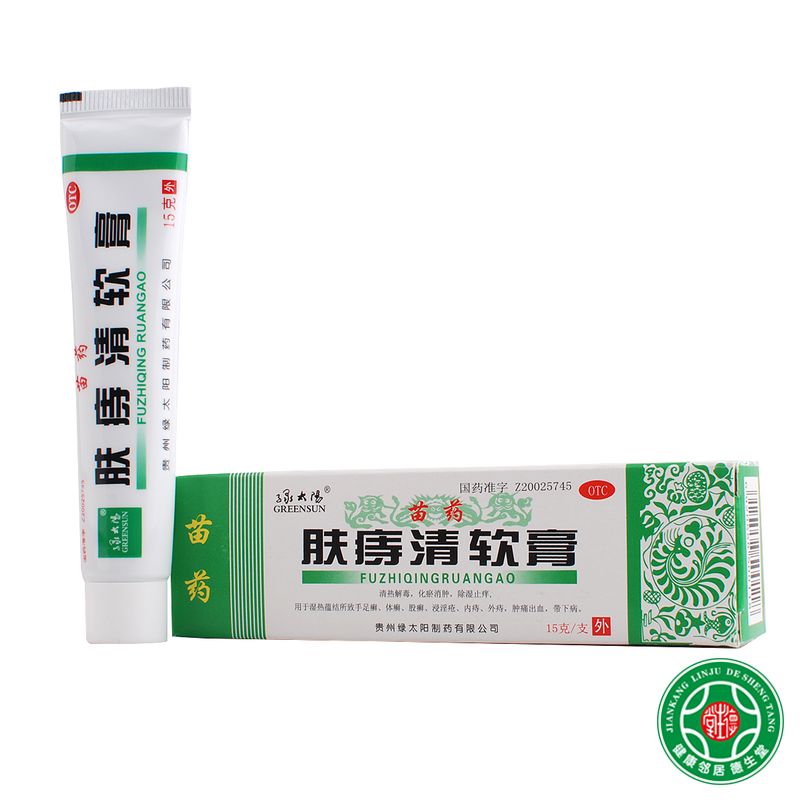 OTC
15克 外
苗药
肤痔清软膏
FUZHIQING RUANGAO
贵州绿太阳制药有限公司
国药准字 Z20025745
绿太阳
GREENSUN
苗药
绿太阳®
GREENSUN
国药准字 Z20025745
OTC
苗药
肤痔清软膏
FUZHIQINGRUANGAO
清热解毒，化瘀消肿，除湿止痒，
用于湿热蕴结所致手足癣、体癣、股癣、浸淫疮、内痔、外痔，肿痛出血，带下病。
贵州绿太阳制药有限公司
15克/支 外
JIANKANG LINJU DE SHENG TANG
健康邻居德生堂